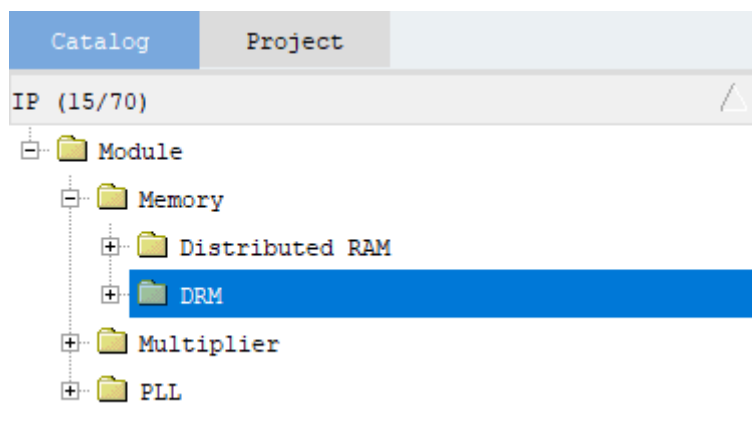 Catalog Project
IP (15/70)
Module
Memory
Distributed RAM
DRM
Multiplier
PLL